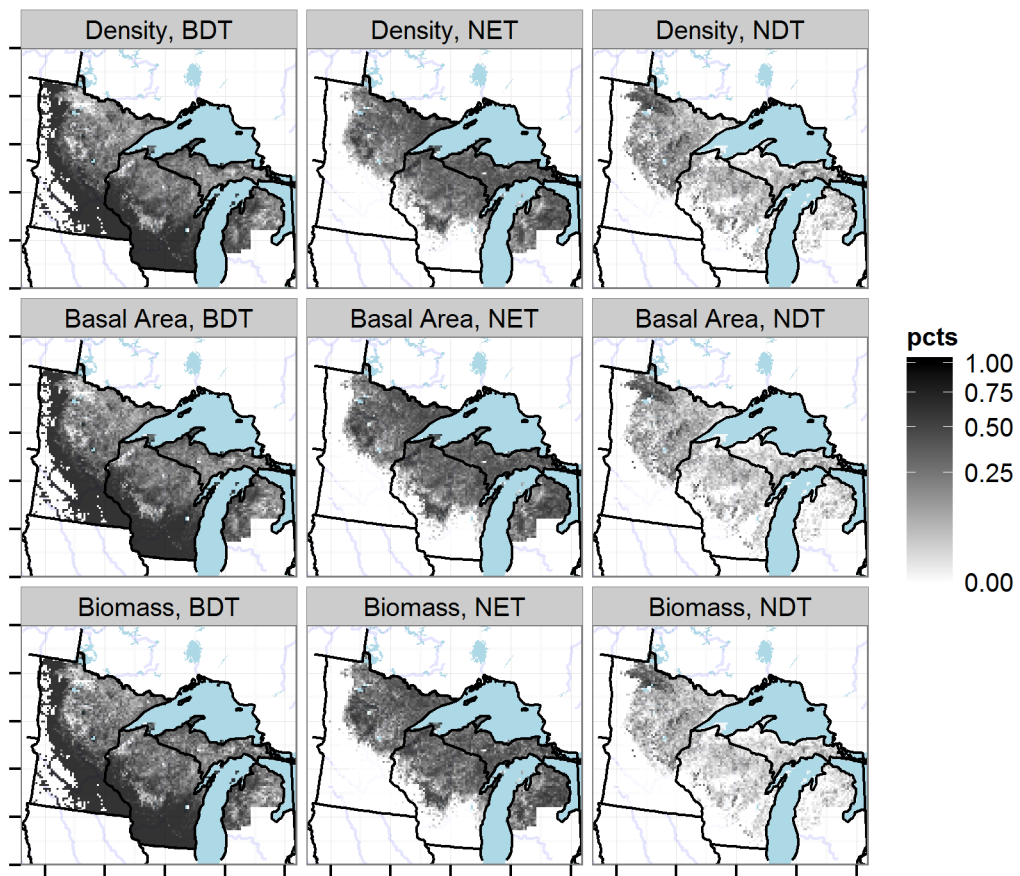 Density, BDT
Density, NET
Density, NDT
Basal Area, BDT
Basal Area, NET
Basal Area, NDT
Biomass, BDT
Biomass, NET
Biomass, NDT
pcts
1.00
0.75
0.50
0.25
0.00